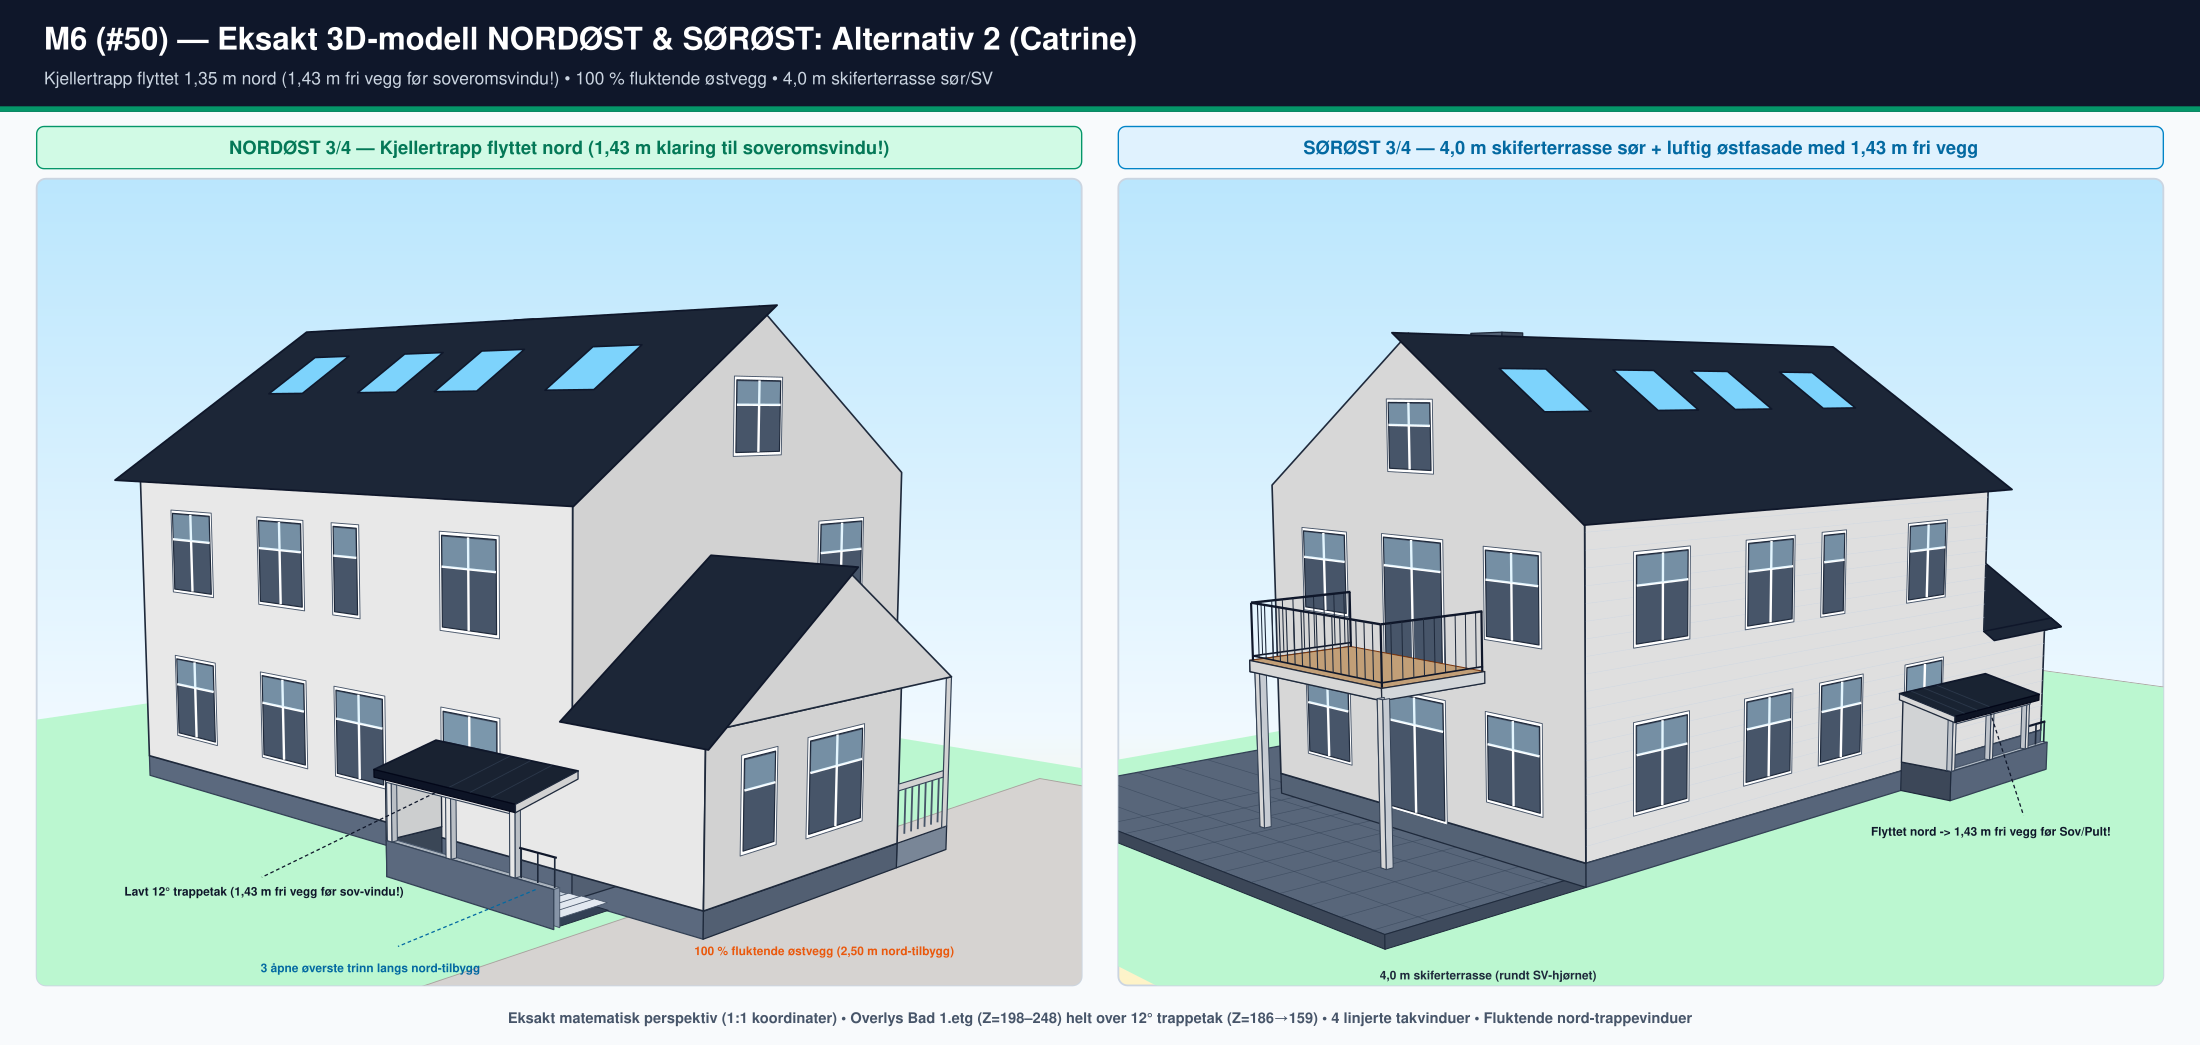 M6 (#50) — Eksakt 3D-modell NORDØST & SØRØST: Alternativ 2 (Catrine)
Kjellertrapp flyttet 1,35 m nord (1,43 m fri vegg før soveromsvindu!) • 100 % fluktende østvegg • 4,0 m skiferterrasse sør/SV
NORDØST 3/4 — Kjellertrapp flyttet nord (1,43 m klaring til soveromsvindu!)
SØRØST 3/4 — 4,0 m skiferterrasse sør + luftig østfasade med 1,43 m fri vegg
Lavt 12° trappetak (1,43 m fri vegg før sov-vindu!)
3 åpne øverste trinn langs nord-tilbygg
100 % fluktende østvegg (2,50 m nord-tilbygg)
Flyttet nord -> 1,43 m fri vegg før Sov/Pult!
4,0 m skiferterrasse (rundt SV-hjørnet)
Eksakt matematisk perspektiv (1:1 koordinater) • Overlys Bad 1.etg (Z=198–248) helt over 12° trappetak (Z=186→159) • 4 linjerte takvinduer • Fluktende nord-trappevinduer